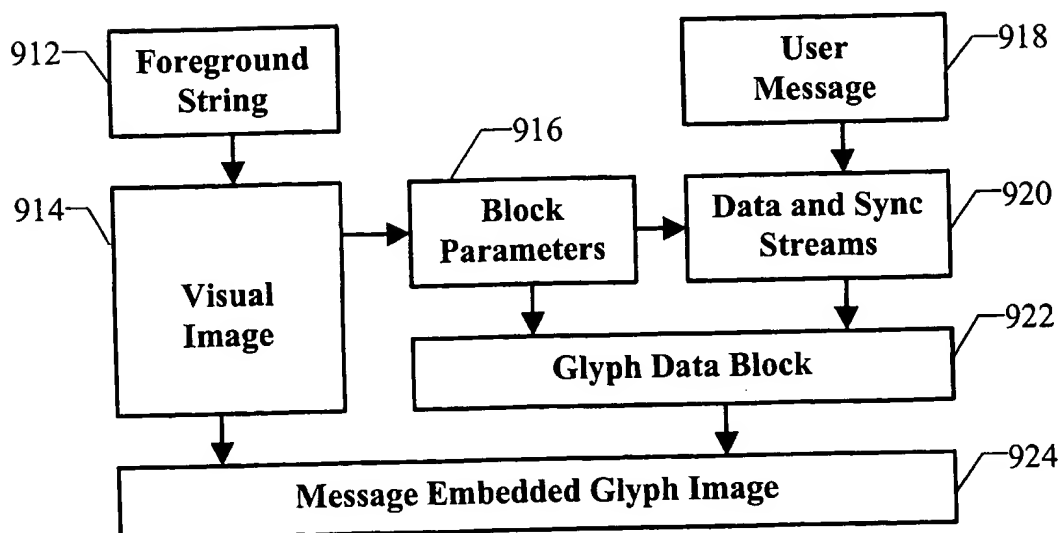 912
Foreground
String
User
Message
918
916
914
Visual
Image
Block
Parameters
Data and Sync
Streams
920
922
Glyph Data Block
924
Message Embedded Glyph Image